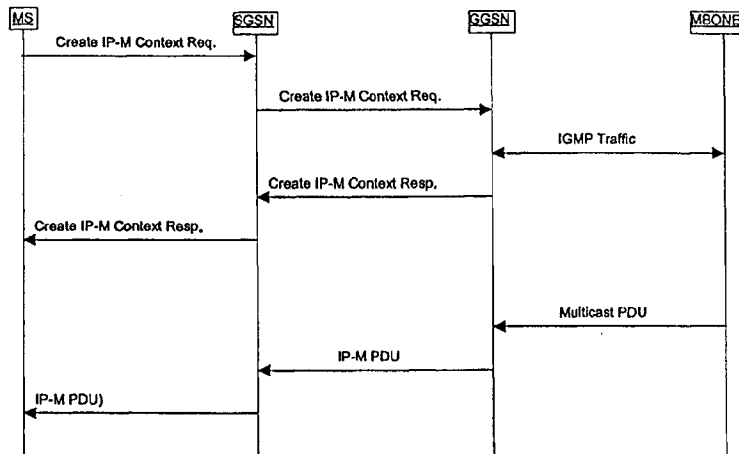 MS
SGSN
GGSN
MBONE
Create IP-M Context Req.
Create IP-M Context Req.
IGMP Traffic
Create IP-M Context Resp.
Create IP-M Context Resp.
Multicast PDU
IP-M PDU
IP-M PDU)